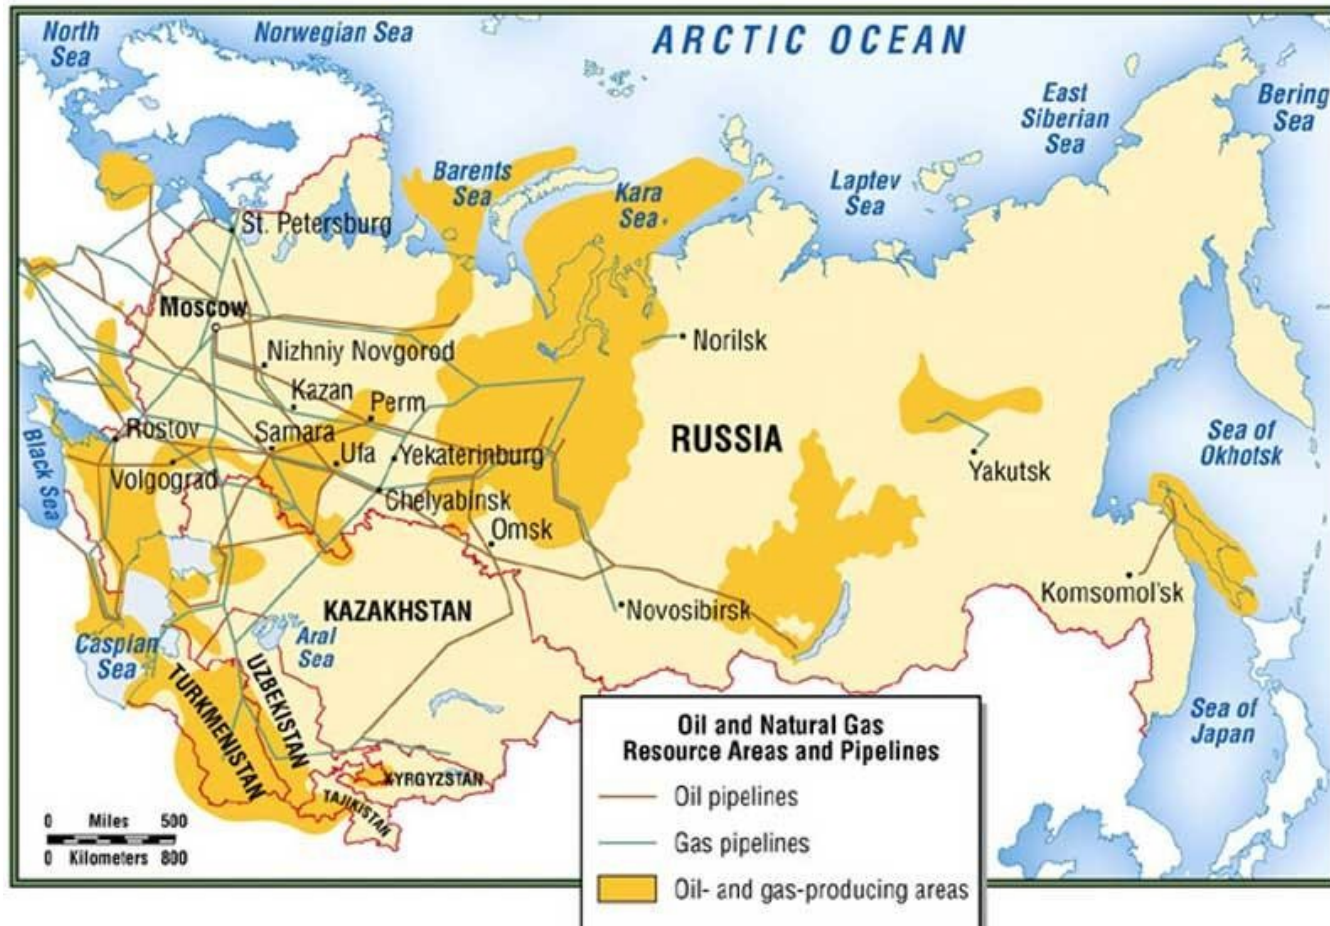 North
Sea
Norwegian Sea
ARCTIC OCEAN
East
Siberian
Sea
Bering
Sea
Barents
Sea
Kara
Sea
Laptev
Sea
St. Petersburg
Moscow
Nizhniy Novgorod
Norilsk
Kazan
Perm
Rostov
Samara
RUSSIA
Sea of
Okhotsk
Black Sea
Ufa
Yekaterinburg
Volgograd
Yakutsk
Chelyabinsk
Omsk
KAZAKHSTAN
Novosibirsk
Komsomol'sk
Caspian
Sea
Aral
Sea
TURKMENISTAN
UZBEKISTAN
KYRGYZSTAN
TAJIKISTAN
Sea of
Japan
0 Miles 500
0 Kilometers 800
Oil and Natural Gas
Resource Areas and Pipelines
Oil pipelines
Gas pipelines
Oil- and gas-producing areas